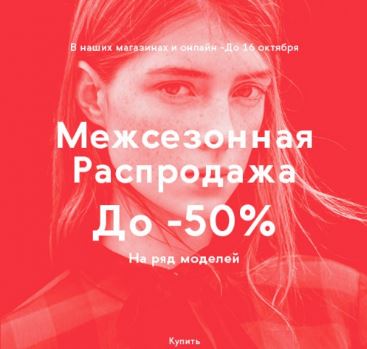 В наших магазинах и онлайн -До 16 октября
Межсезонная
Распродажа
До -50%
На ряд моделей
Купить